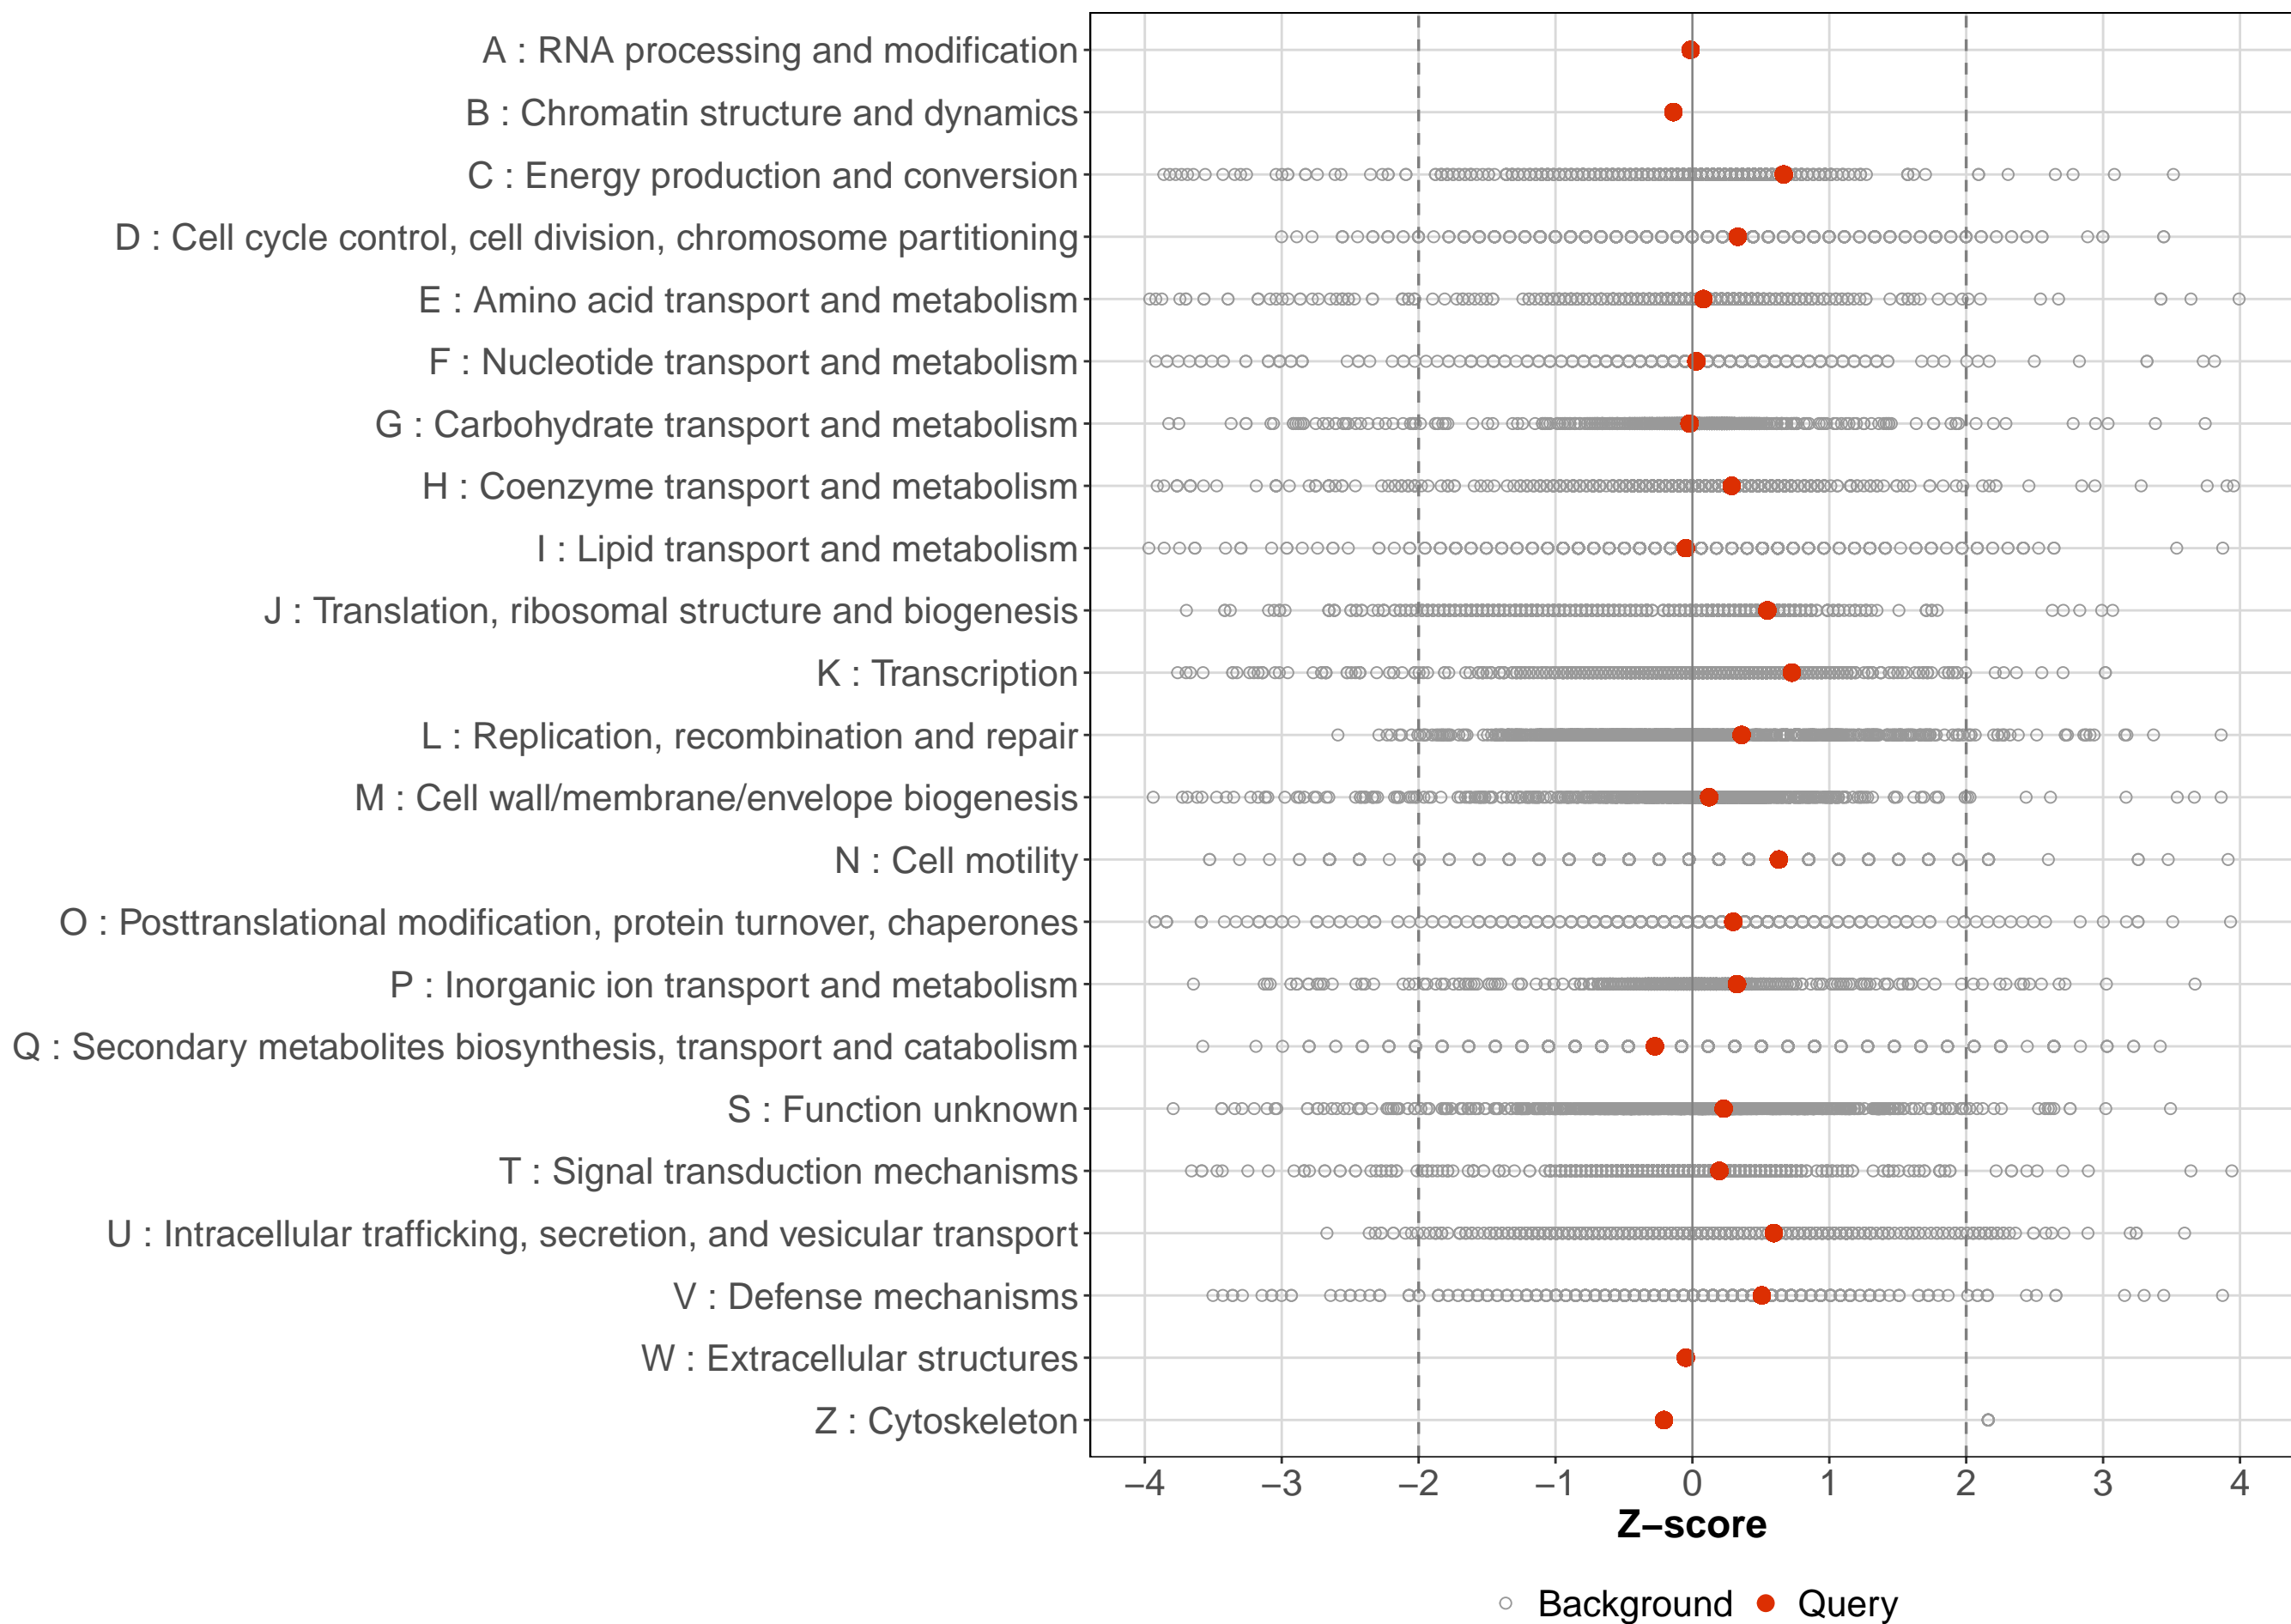 A : RNA processing and modification
B : Chromatin structure and dynamics
C : Energy production and conversion
D : Cell cycle control, cell division, chromosome partitioning
E : Amino acid transport and metabolism
F : Nucleotide transport and metabolism
G : Carbohydrate transport and metabolism
H : Coenzyme transport and metabolism
I : Lipid transport and metabolism
J : Translation, ribosomal structure and biogenesis
K : Transcription
L : Replication, recombination and repair
M : Cell wall/membrane/envelope biogenesis
N : Cell motility
O : Posttranslational modification, protein turnover, chaperones
P : Inorganic ion transport and metabolism
Q : Secondary metabolites biosynthesis, transport and catabolism
S : Function unknown
T : Signal transduction mechanisms
U : Intracellular trafficking, secretion, and vesicular transport
V : Defense mechanisms
W : Extracellular structures
Z : Cytoskeleton
−4 −3 −2 −1 0 1 2 3 4
Z−score
Background Query